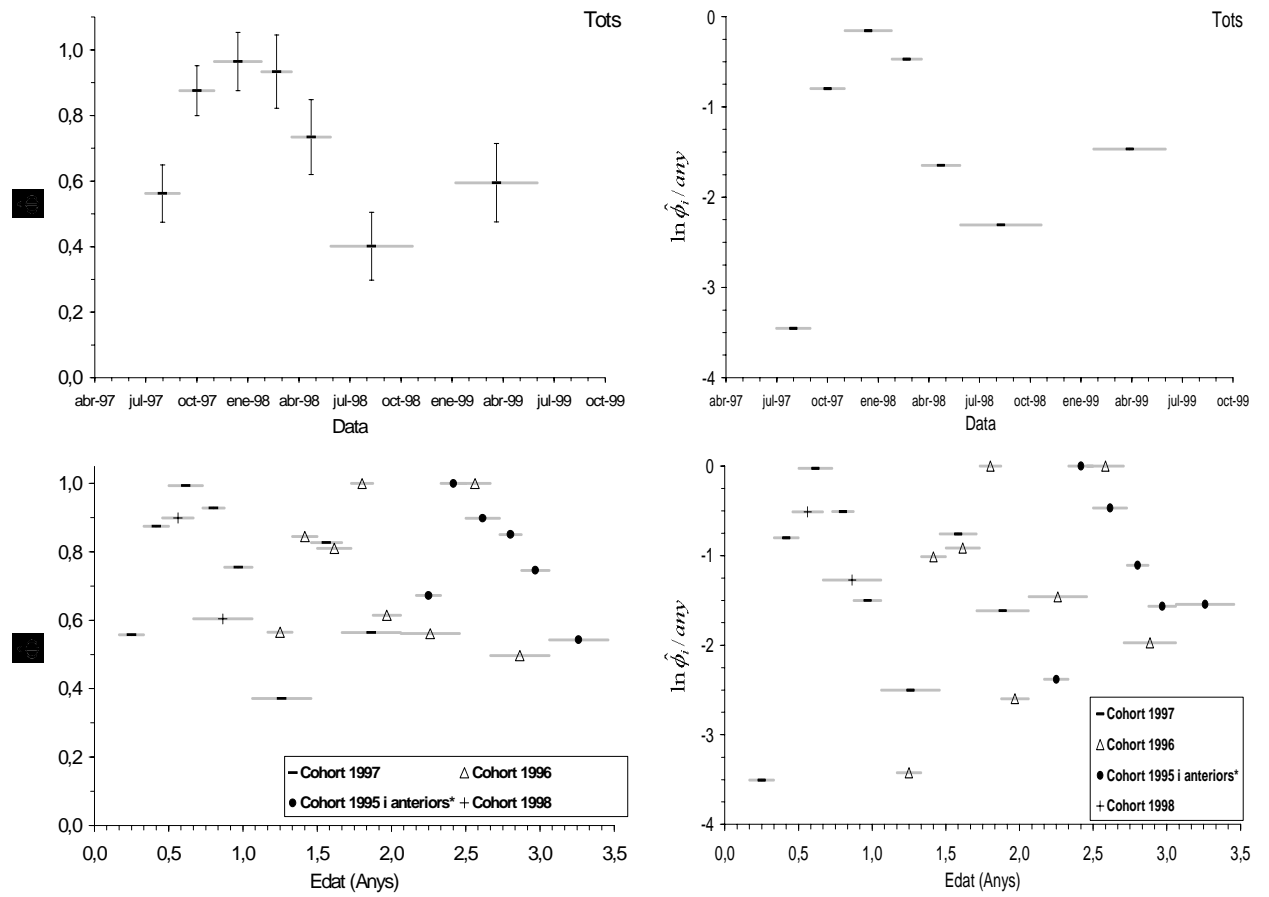 Tots
1,0
0,8
0,6
0,4
0,2
0,0
abr-97 jul-97 oct-97 ene-98 abr-98 jul-98 oct-98 ene-99 abr-99 jul-99 oct-99
Data
Tots
0
-1
-2
-3
-4
ln φ̂i / any
abr-97 jul-97 oct-97 ene-98 abr-98 jul-98 oct-98 ene-99 abr-99 jul-99 oct-99
Data
1,0
0,8
0,6
0,4
0,2
0,0
Cohort 1997 Cohort 1996
Cohort 1995 i anteriors* Cohort 1998
0,0 0,5 1,0 1,5 2,0 2,5 3,0 3,5
Edat (Anys)
0
-1
-2
-3
-4
ln φ̂i / any
Cohort 1997
Cohort 1996
Cohort 1995 i anteriors*
Cohort 1998
0,0 0,5 1,0 1,5 2,0 2,5 3,0 3,5
Edat (Anys)